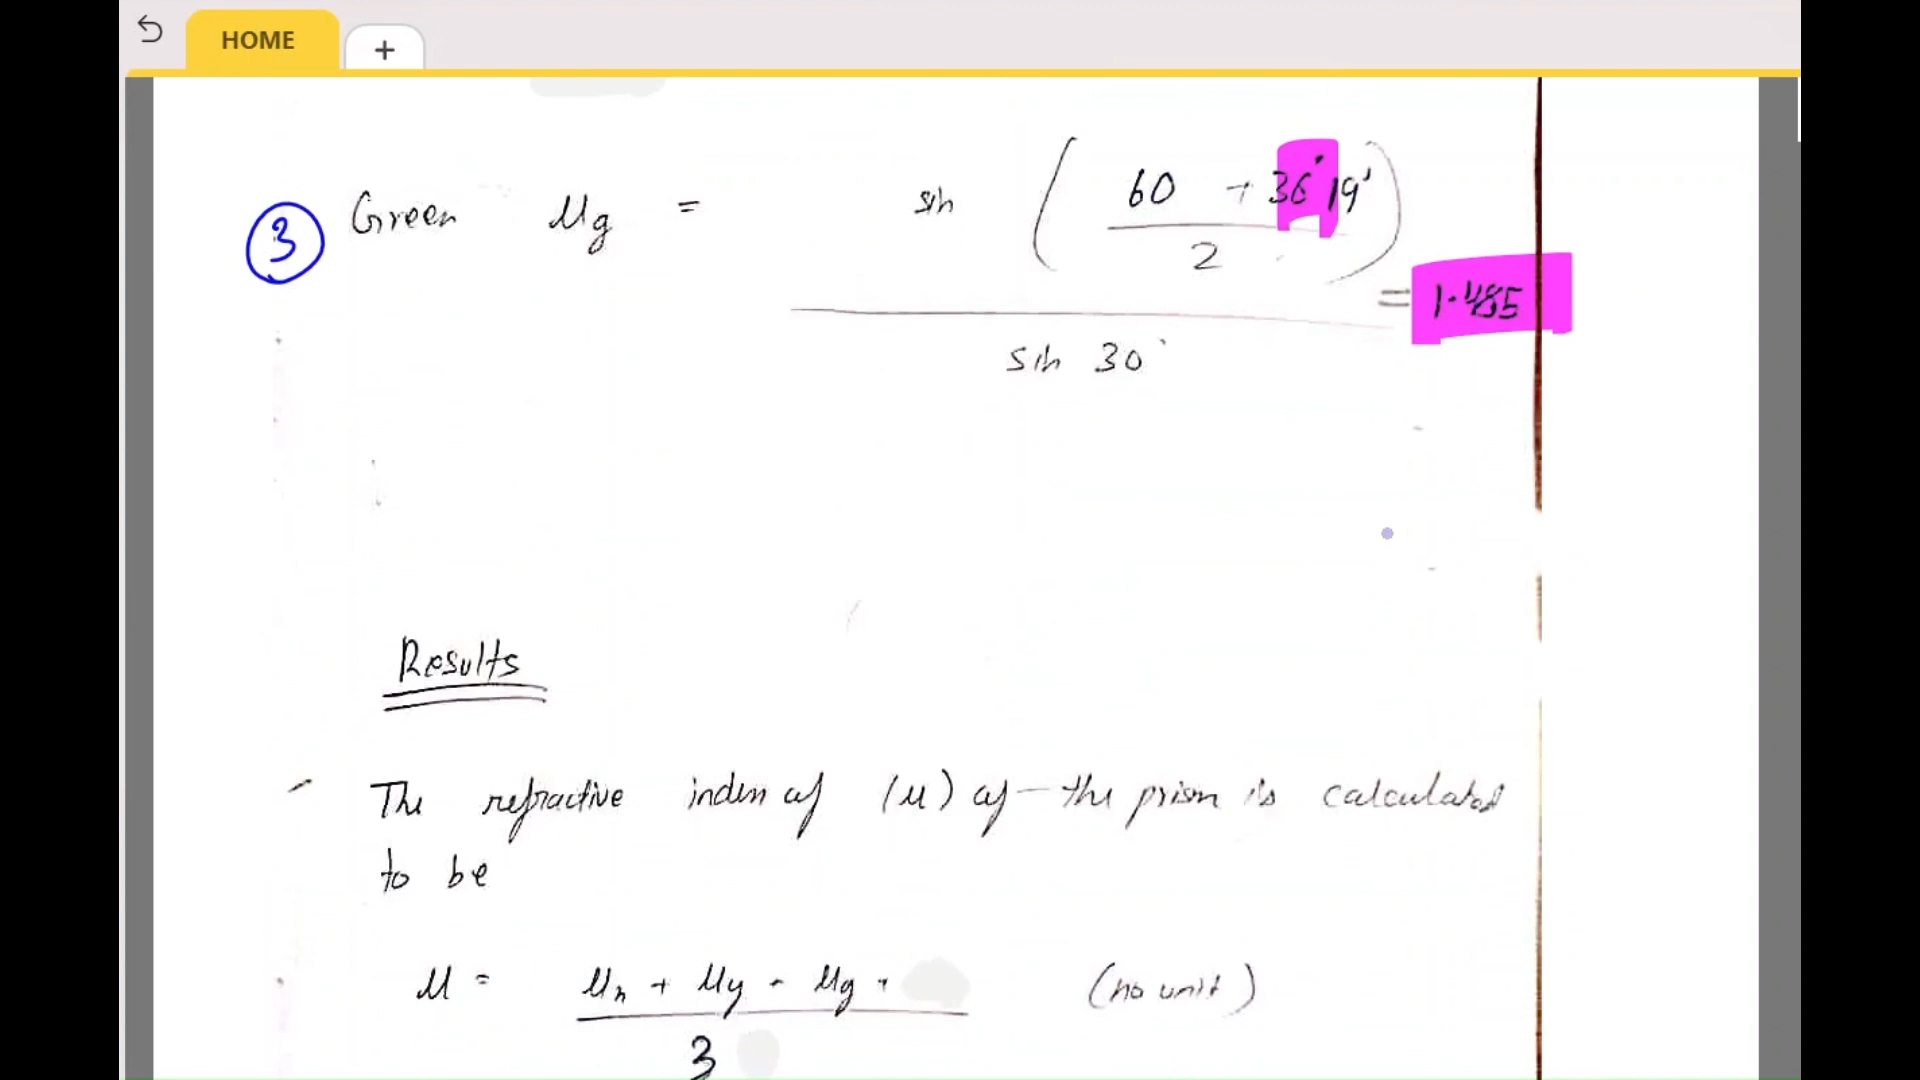 HOME
+
3 Green μg = sin ( 60 + 36° 19' / 2 ) / sin 30° = 1.485
Results
The refractive index of (μ) of the prism is calculated
to be
μ = μr + μy + μg + / 3 (no unit)